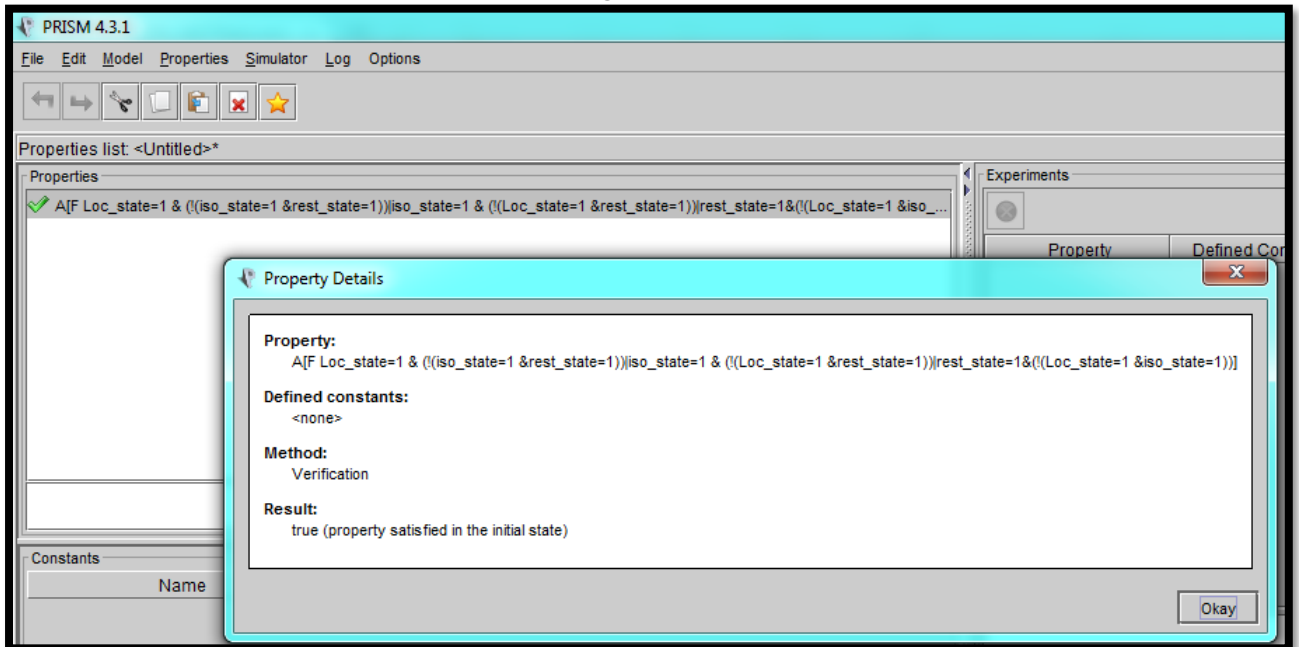 PRISM 4.3.1
File Edit Model Properties Simulator Log Options
Properties list: <Untitled>*
Properties
Experiments
A[F Loc_state=1 & (!(iso_state=1 &rest_state=1))|iso_state=1 & (!(Loc_state=1 &rest_state=1))|rest_state=1&(!(Loc_state=1 &iso_...
Property Defined Cor
Property Details
Property:
A[F Loc_state=1 & (!(iso_state=1 &rest_state=1))|iso_state=1 & (!(Loc_state=1 &rest_state=1))|rest_state=1&(!(Loc_state=1 &iso_state=1))]
Defined constants:
<none>
Method:
Verification
Result:
true (property satisfied in the initial state)
Constants
Name
Okay